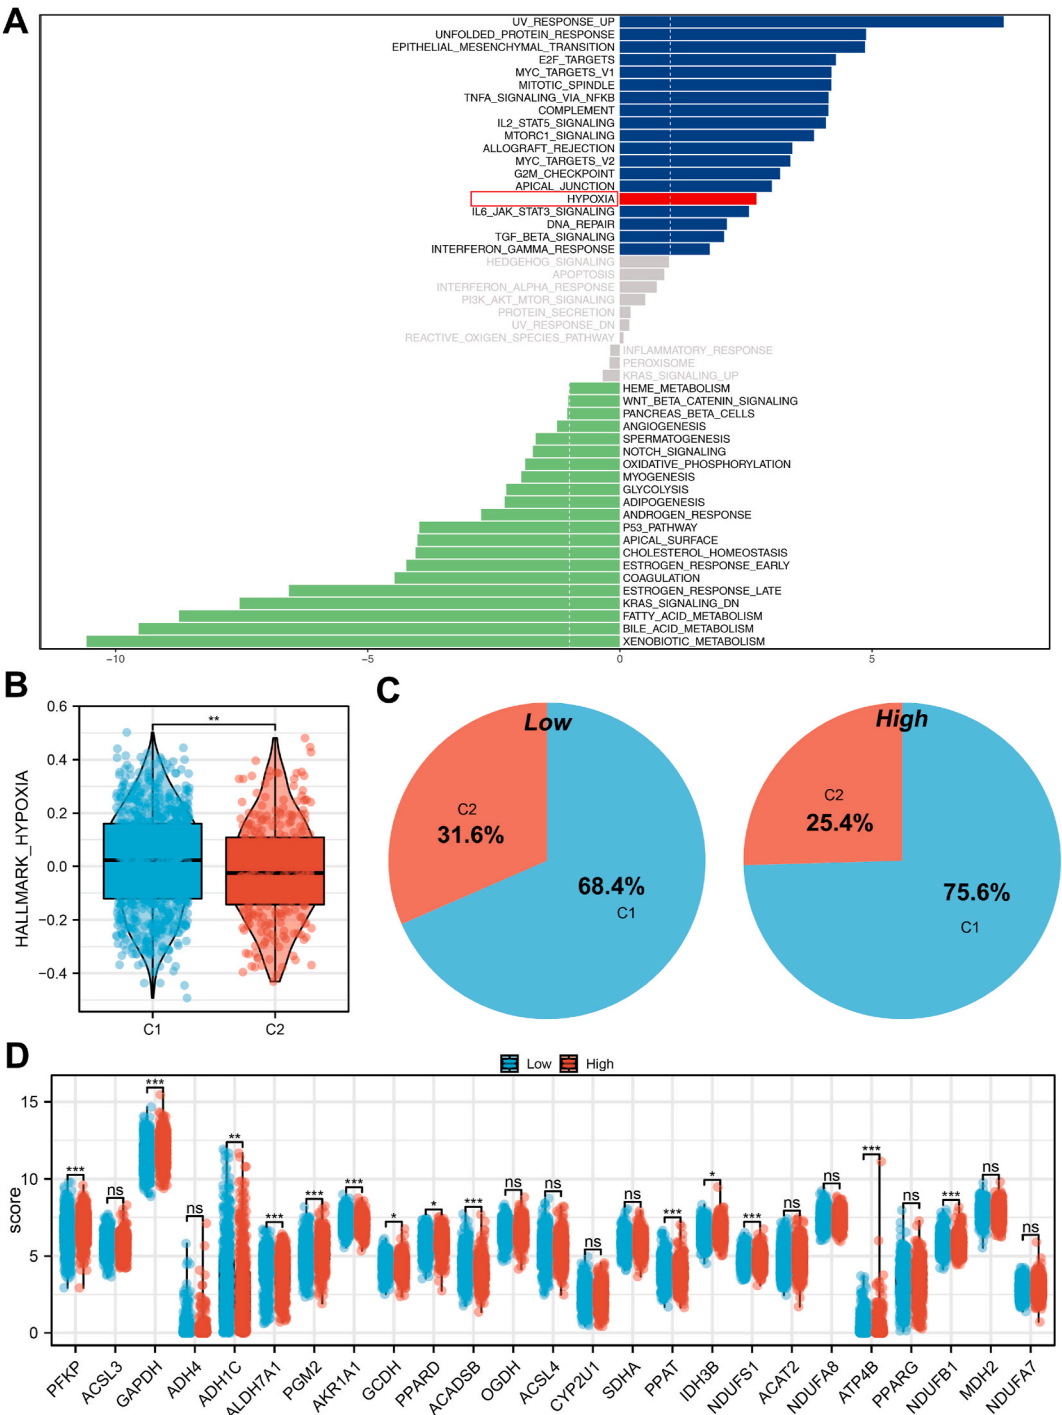 A
UV_RESPONSE_UP
UNFOLDED_PROTEIN_RESPONSE
EPITHELIAL_MESENCHYMAL_TRANSITION
E2F_TARGETS
MYC_TARGETS_V1
MITOTIC_SPINDLE
TNFA_SIGNALING_VIA_NFKB
COMPLEMENT
IL2_STAT5_SIGNALING
MTORC1_SIGNALING
ALLOGRAFT_REJECTION
MYC_TARGETS_V2
G2M_CHECKPOINT
APICAL_JUNCTION
HYPOXIA
IL6_JAK_STAT3_SIGNALING
DNA_REPAIR
TGF_BETA_SIGNALING
INTERFERON_GAMMA_RESPONSE
HEDGEHOG_SIGNALING
APOPTOSIS
INTERFERON_ALPHA_RESPONSE
PI3K_AKT_MTOR_SIGNALING
PROTEIN_SECRETION
UV_RESPONSE_DN
REACTIVE_OXIGEN_SPECIES_PATHWAY
INFLAMMATORY_RESPONSE
PEROXISOME
KRAS_SIGNALING_UP
HEME_METABOLISM
WNT_BETA_CATENIN_SIGNALING
PANCREAS_BETA_CELLS
ANGIOGENESIS
SPERMATOGENESIS
NOTCH_SIGNALING
OXIDATIVE_PHOSPHORYLATION
MYOGENESIS
GLYCOLYSIS
ADIPOGENESIS
ANDROGEN_RESPONSE
P53_PATHWAY
APICAL_SURFACE
CHOLESTEROL_HOMEOSTASIS
ESTROGEN_RESPONSE_EARLY
COAGULATION
ESTROGEN_RESPONSE_LATE
KRAS_SIGNALING_DN
FATTY_ACID_METABOLISM
BILE_ACID_METABOLISM
XENOBIOTIC_METABOLISM
−10 −5 0 5
B
HALLMARK_HYPOXIA
0.6
0.4
0.2
0.0
−0.2
−0.4
**
C1 C2
C
Low
C2
31.6%
68.4%
C1
High
C2
25.4%
75.6%
C1
D
Low High
score
15
10
5
0
*** ns *** ns ** *** *** *** * * *** ns ns ns ns *** * *** ns ns *** ns *** ns ns
PFKP ACSL3 GAPDH ADH4 ADH1C ALDH7A1 PGM2 AKR1A1 GCDH PPARD ACADSB OGDH ACSL4 CYP2U1 SDHA PPAT IDH3B NDUFS1 ACAT2 NDUFA8 ATP4B PPARG NDUFB1 MDH2 NDUFA7